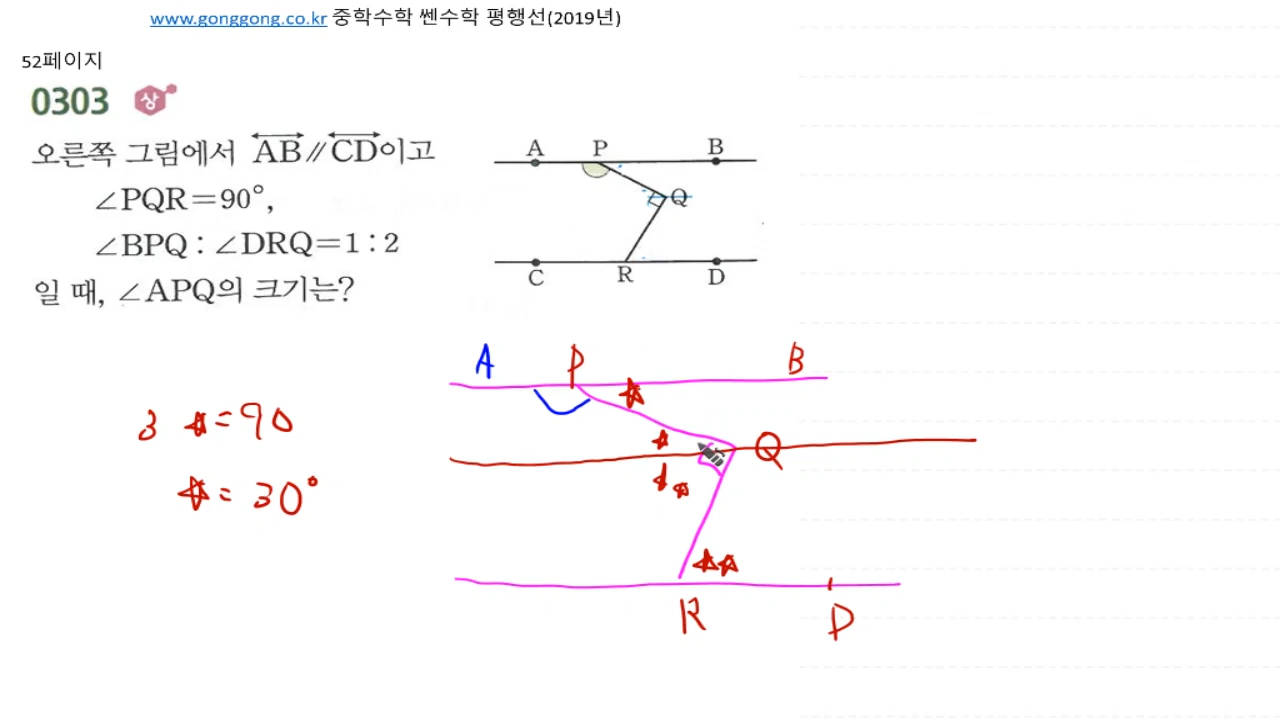 www.gonggong.co.kr 중학수학 쎈수학 평행선(2019년)
52페이지
0303 상
오른쪽 그림에서 AB∥CD이고
∠PQR=90°,
∠BPQ : ∠DRQ=1 : 2
일 때, ∠APQ의 크기는?
A P B
Q
C R D
A P B
3 ☆=90
Q
☆=30°
R D